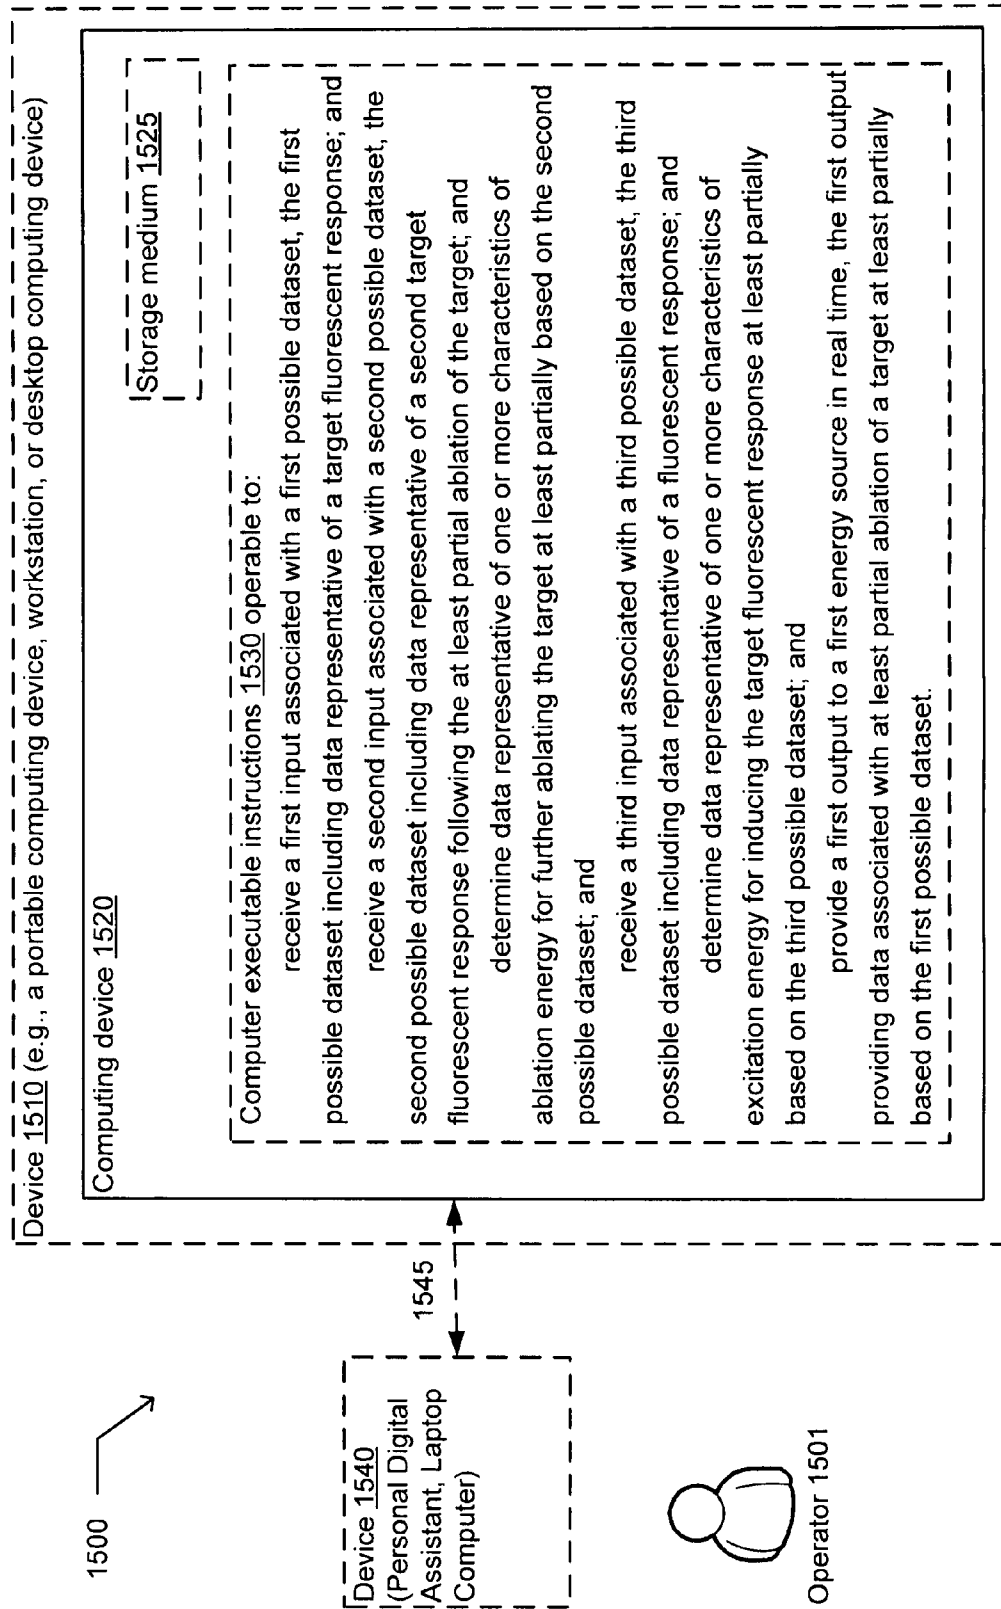 1500
Device 1510 (e.g., a portable computing device, workstation, or desktop computing device)
Computing device 1520
Storage medium 1525
Computer executable instructions 1530 operable to:
receive a first input associated with a first possible dataset, the first
possible dataset including data representative of a target fluorescent response; and
receive a second input associated with a second possible dataset, the
second possible dataset including data representative of a second target
fluorescent response following the at least partial ablation of the target; and
determine data representative of one or more characteristics of
ablation energy for further ablating the target at least partially based on the second
possible dataset; and
receive a third input associated with a third possible dataset, the third
possible dataset including data representative of a fluorescent response; and
determine data representative of one or more characteristics of
excitation energy for inducing the target fluorescent response at least partially
based on the third possible dataset; and
provide a first output to a first energy source in real time, the first output
providing data associated with at least partial ablation of a target at least partially
based on the first possible dataset.
1545
Device 1540
(Personal Digital
Assistant, Laptop
Computer)
Operator 1501